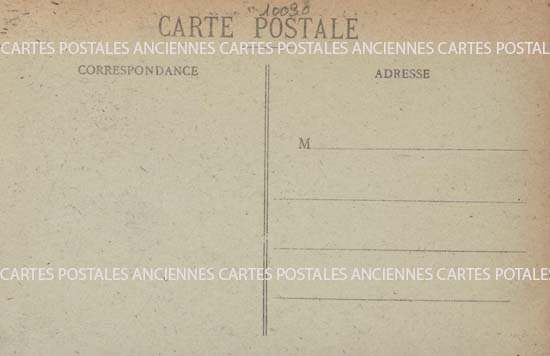 10030
CARTE POSTALE
CARTES POSTALES ANCIENNES CARTES POSTALES ANCIENNES CARTES POSTAL
CORRESPONDANCE
ADRESSE
M
CARTES POSTALES ANCIENNES CARTES POSTALES ANCIENNES CARTES POTALES